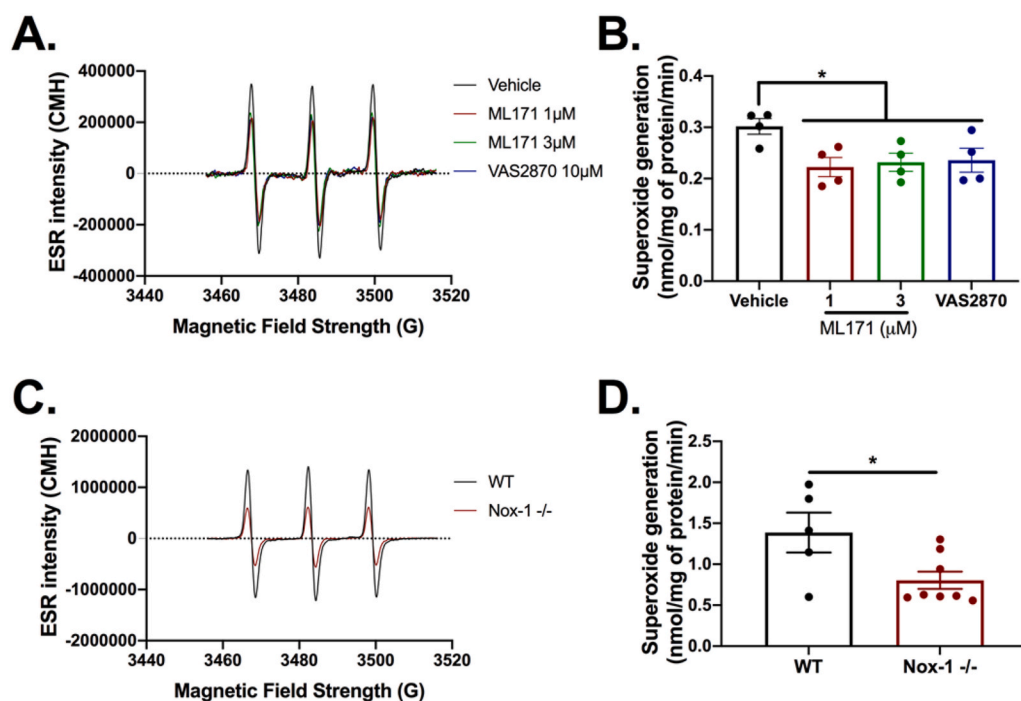 A.
ESR intensity (CMH)
400000
200000
0
-200000
-400000
3440
3460
3480
3500
3520
Magnetic Field Strength (G)
Vehicle
ML171 1µM
ML171 3µM
VAS2870 10µM
B.
Superoxide generation
(nmol/mg of protein/min)
0.4
0.3
0.2
0.1
0.0
*
Vehicle
1
3
VAS2870
ML171 (µM)
C.
ESR intensity (CMH)
2000000
1000000
0
-1000000
-2000000
3440
3460
3480
3500
3520
Magnetic Field Strength (G)
WT
Nox-1 -/-
D.
Superoxide generation
(nmol/mg of protein/min)
2.5
2.0
1.5
1.0
0.5
0.0
*
WT
Nox-1 -/-